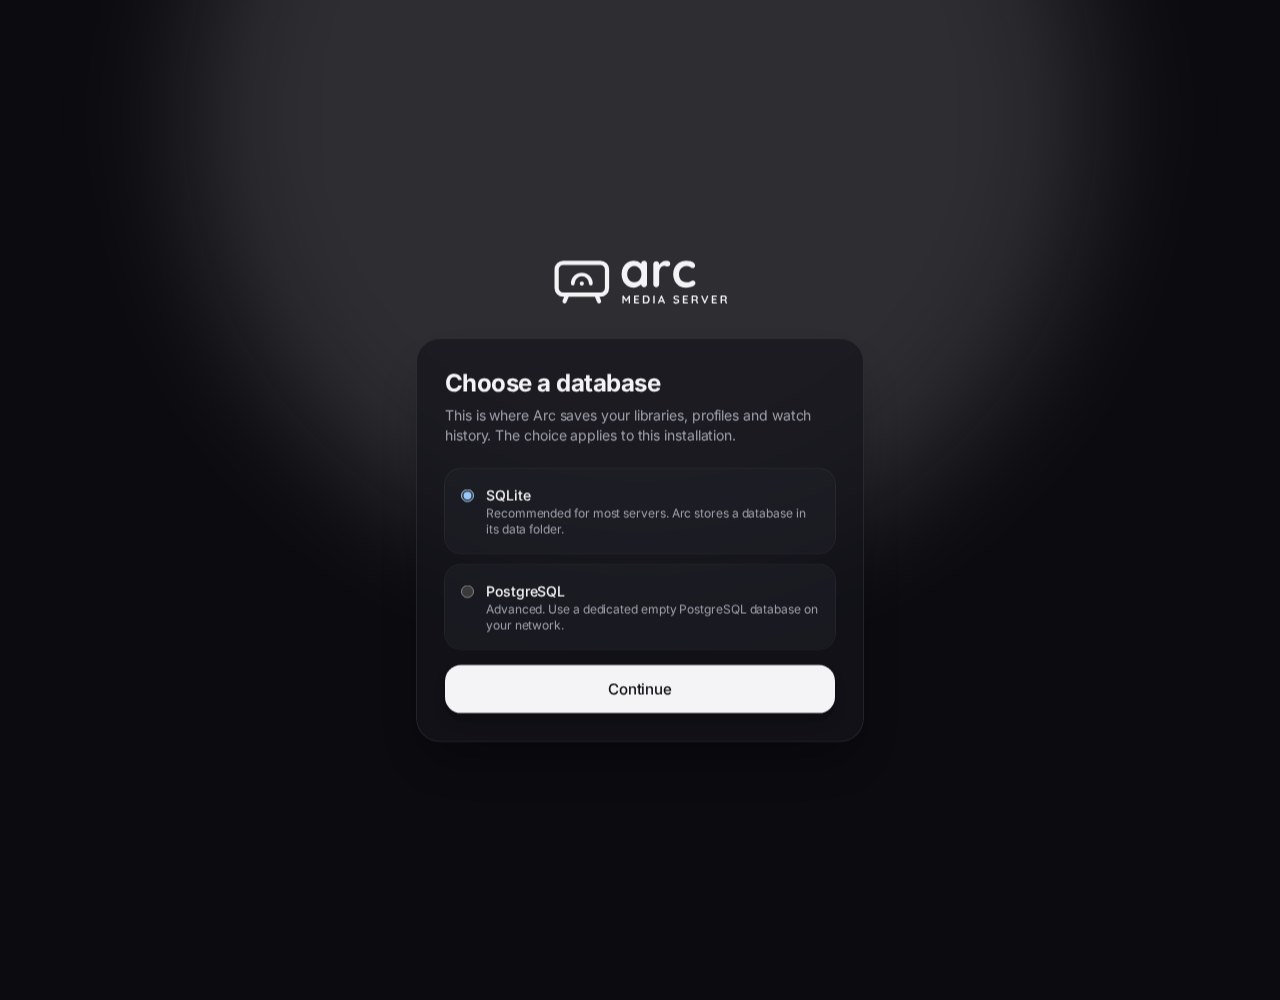 arc
MEDIA SERVER
Choose a database
This is where Arc saves your libraries, profiles and watch
history. The choice applies to this installation.
SQLite
Recommended for most servers. Arc stores a database in
its data folder.
PostgreSQL
Advanced. Use a dedicated empty PostgreSQL database on
your network.
Continue